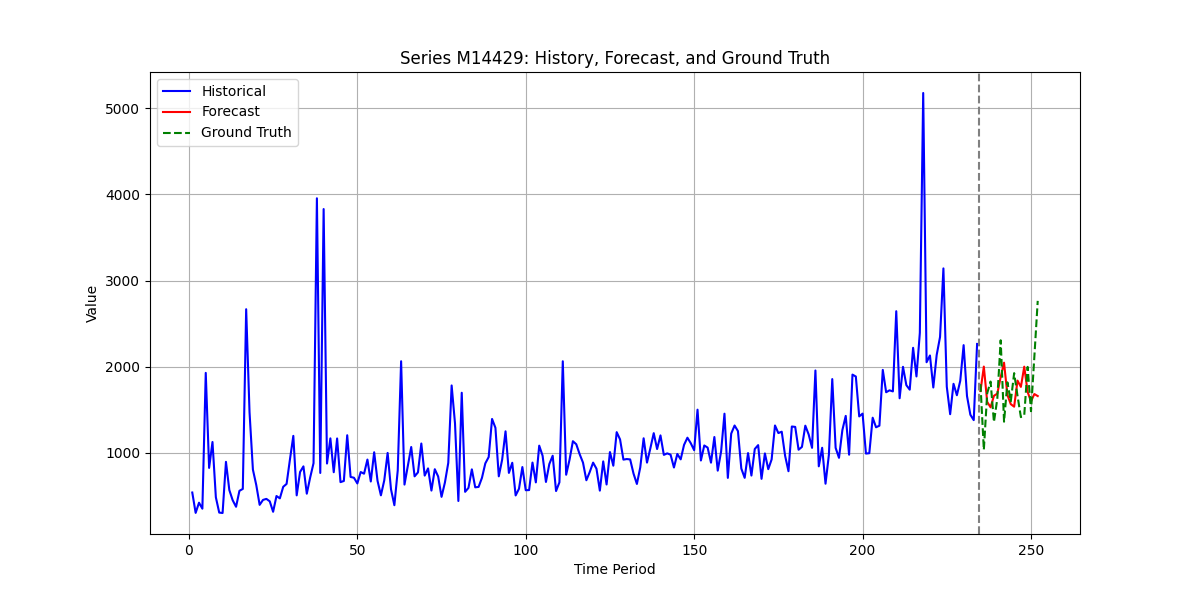 Series M14429: History, Forecast, and Ground Truth
Historical
Forecast
Ground Truth
5000
4000
3000
2000
1000
Value
0
50
100
150
200
250
Time Period